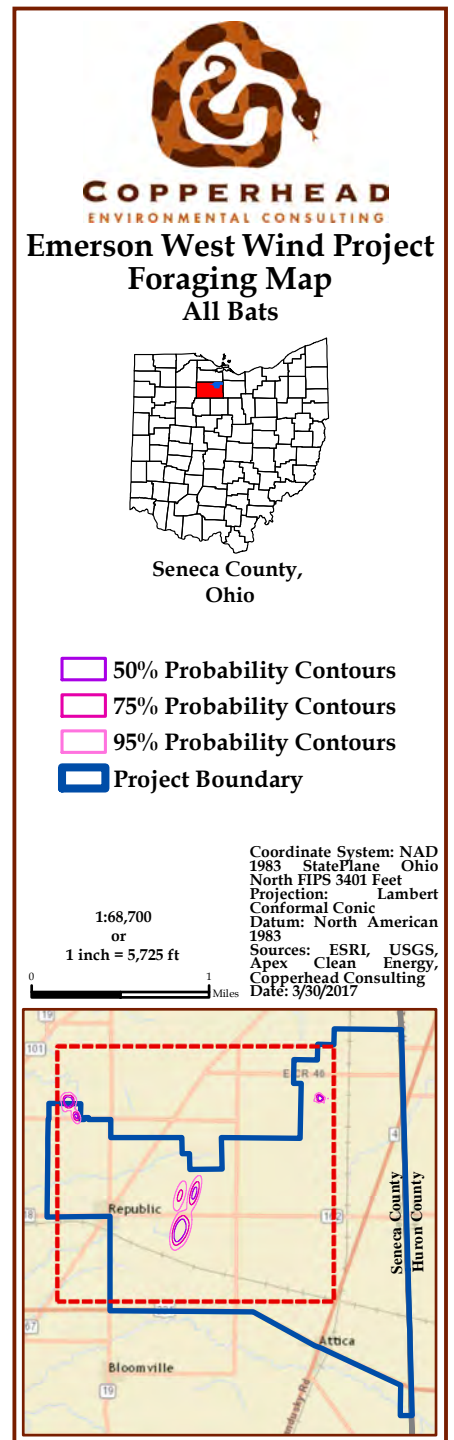 COPPERHEAD
ENVIRONMENTAL CONSULTING
Emerson West Wind Project
Foraging Map
All Bats
Seneca County,
Ohio
50% Probability Contours
75% Probability Contours
95% Probability Contours
Project Boundary
Coordinate System: NAD
1983 StatePlane Ohio
North FIPS 3401 Feet
Projection: Lambert
Conformal Conic
Datum: North American
1983
Sources: ESRI, USGS,
Apex Clean Energy,
Copperhead Consulting
Date: 3/30/2017
1:68,700
or
1 inch = 5,725 ft
0 1
Miles
19
101
E CR 46
4
Republic
162
Seneca County
Huron County
67
Attica
Bloomville
19